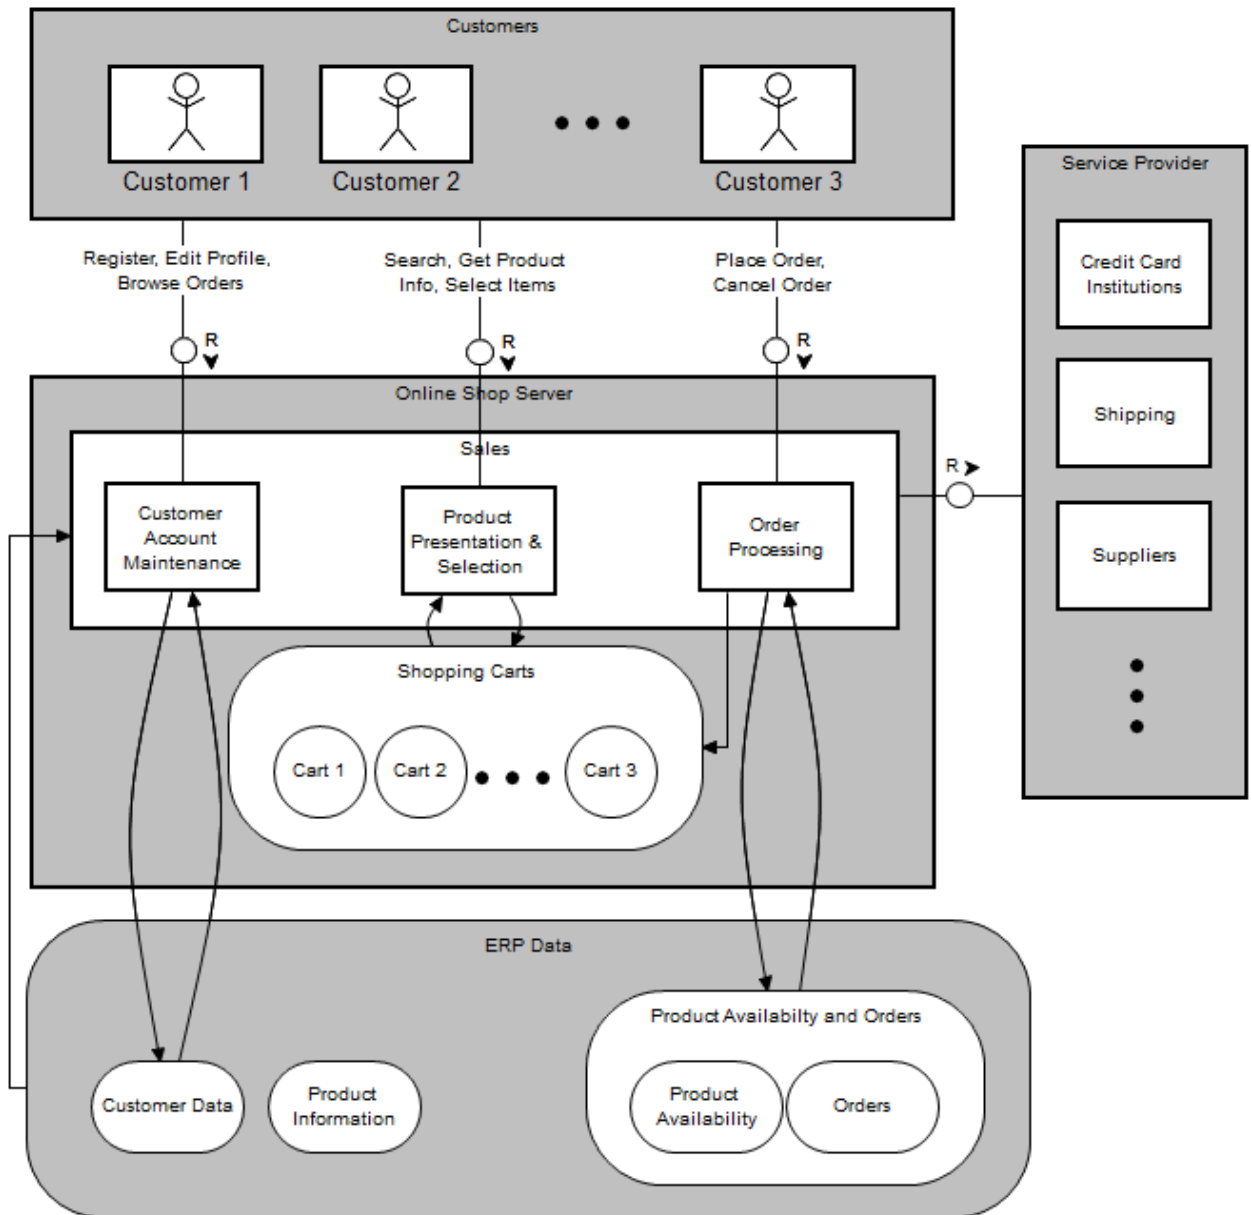 Customers
Customer 1
Customer 2
Customer 3
Service Provider
Credit Card
Institutions
Shipping
Suppliers
Register, Edit Profile,
Browse Orders
Search, Get Product
Info, Select Items
Place Order,
Cancel Order
R
R
R
Online Shop Server
Sales
R
Customer
Account
Maintenance
Product
Presentation &
Selection
Order
Processing
Shopping Carts
Cart 1
Cart 2
Cart 3
ERP Data
Customer Data
Product
Information
Product Availabilty and Orders
Product
Availability
Orders